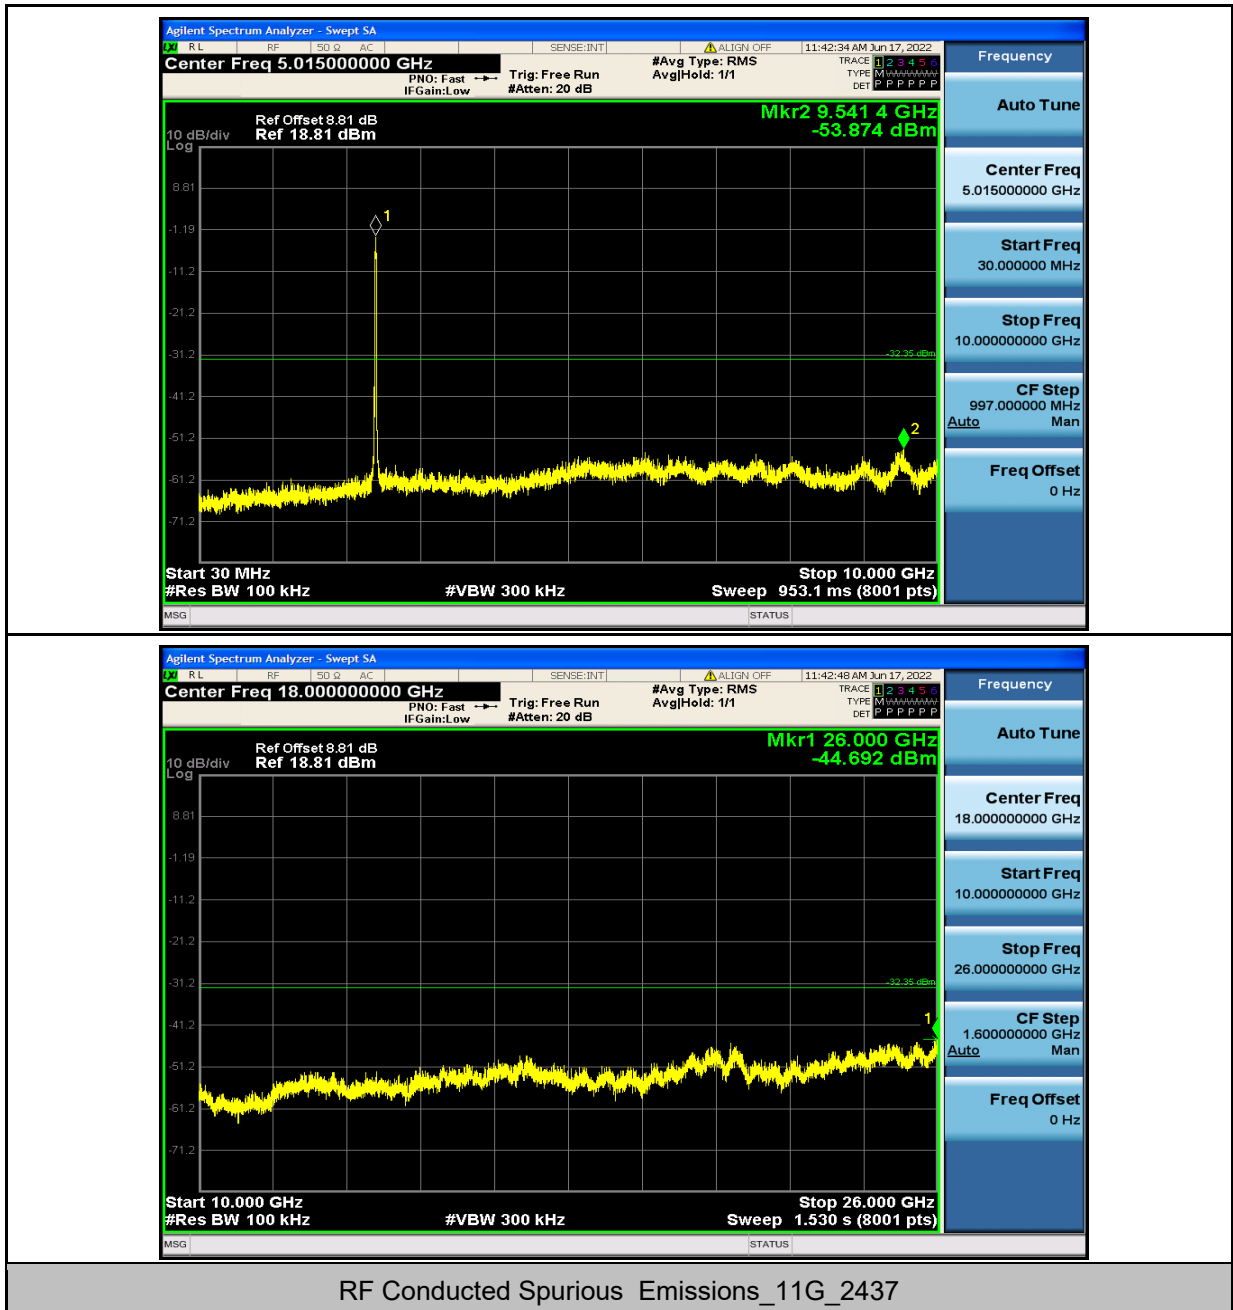 Agilent Spectrum Analyzer - Swept SA
LXI RL RF 50 Ω AC SENSE:INT ALIGN OFF 11:42:34 AM Jun 17, 2022
Center Freq 5.015000000 GHz
PNO: Fast
IFGain:Low
Trig: Free Run
#Atten: 20 dB
#Avg Type: RMS
Avg|Hold: 1/1
TRACE 1 2 3 4 5 6
TYPE M W W W W W
DET P P P P P P
Mkr2 9.541 4 GHz
-53.874 dBm
Ref Offset 8.81 dB
10 dB/div Ref 18.81 dBm
Log
8.81
-1.19
-11.2
-21.2
-31.2
-41.2
-51.2
-61.2
-71.2
1
-32.35 dBm
2
Start 30 MHz Stop 10.000 GHz
#Res BW 100 kHz #VBW 300 kHz Sweep 953.1 ms (8001 pts)
MSG STATUS
Frequency
Auto Tune
Center Freq
5.015000000 GHz
Start Freq
30.000000 MHz
Stop Freq
10.000000000 GHz
CF Step
997.000000 MHz
Auto Man
Freq Offset
0 Hz
Agilent Spectrum Analyzer - Swept SA
LXI RL RF 50 Ω AC SENSE:INT ALIGN OFF 11:42:48 AM Jun 17, 2022
Center Freq 18.000000000 GHz
PNO: Fast
IFGain:Low
Trig: Free Run
#Atten: 20 dB
#Avg Type: RMS
Avg|Hold: 1/1
TRACE 1 2 3 4 5 6
TYPE M W W W W W
DET P P P P P P
Mkr1 26.000 GHz
-44.692 dBm
Ref Offset 8.81 dB
10 dB/div Ref 18.81 dBm
Log
8.81
-1.19
-11.2
-21.2
-31.2
-41.2
-51.2
-61.2
-71.2
-32.35 dBm
1
Start 10.000 GHz Stop 26.000 GHz
#Res BW 100 kHz #VBW 300 kHz Sweep 1.530 s (8001 pts)
MSG STATUS
Frequency
Auto Tune
Center Freq
18.000000000 GHz
Start Freq
10.000000000 GHz
Stop Freq
26.000000000 GHz
CF Step
1.600000000 GHz
Auto Man
Freq Offset
0 Hz
RF Conducted Spurious Emissions_11G_2437